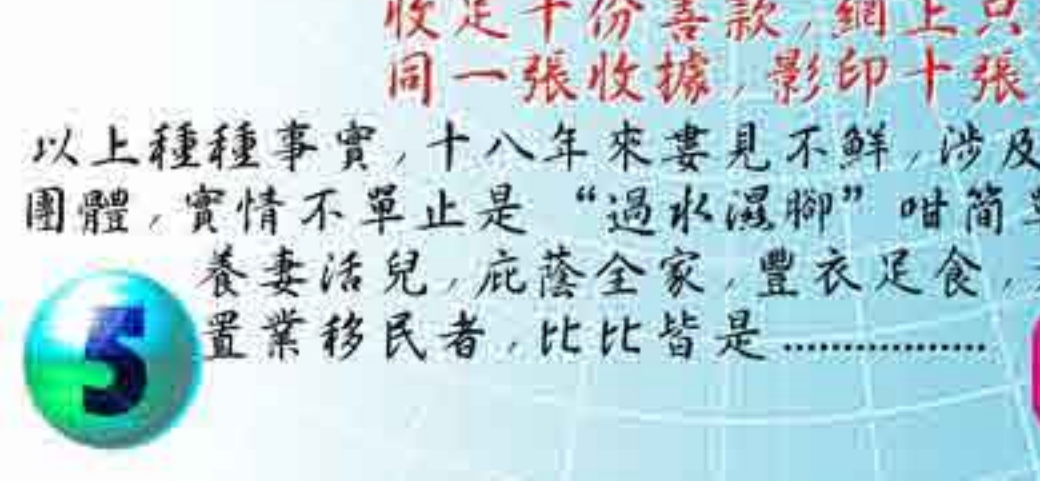 收足十份善款,網上只
同一張收據,影印十張
以上種種事實,十八年來婁見不鮮,涉及
團體,實情不單止是“過水濕腳”咁簡單
養妻活兒,庇蔭全家,豐衣足食,
置業移民者,比比皆是................
5